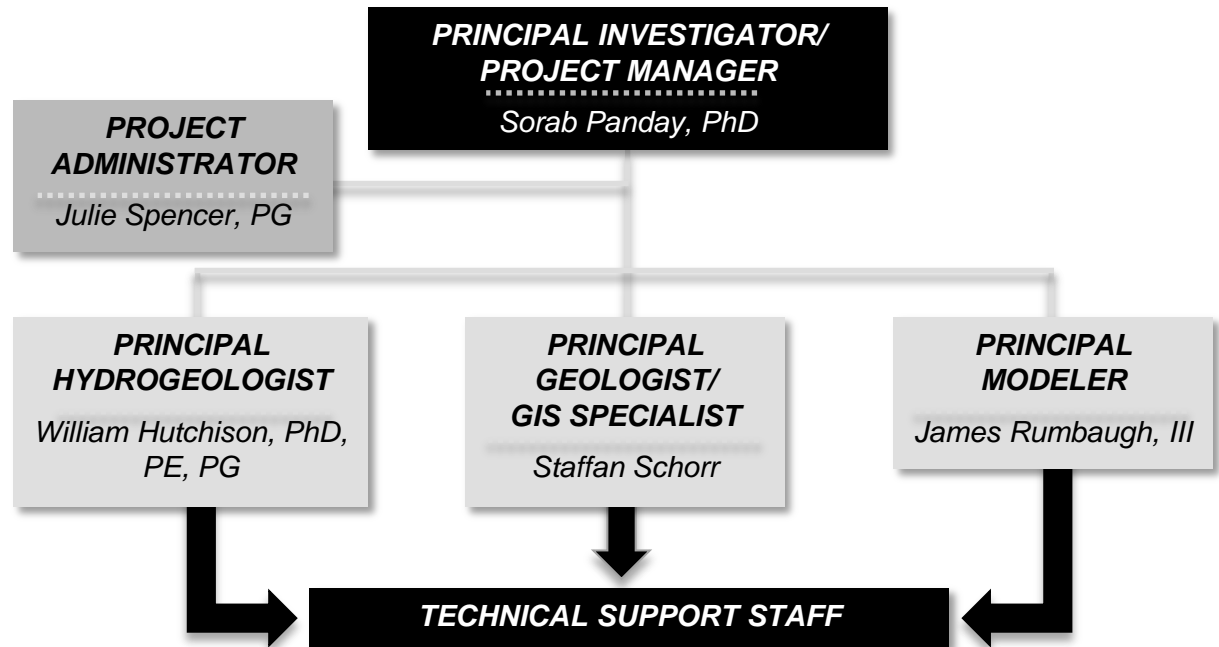 PRINCIPAL INVESTIGATOR/
PROJECT MANAGER
Sorab Panday, PhD
PROJECT
ADMINISTRATOR
Julie Spencer, PG
PRINCIPAL
HYDROGEOLOGIST
William Hutchison, PhD,
PE, PG
PRINCIPAL
GEOLOGIST/
GIS SPECIALIST
Staffan Schorr
PRINCIPAL
MODELER
James Rumbaugh, III
TECHNICAL SUPPORT STAFF